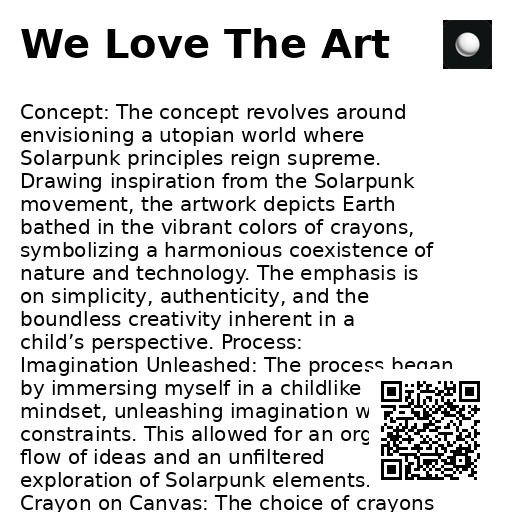 We Love The Art
Concept: The concept revolves around
envisioning a utopian world where
Solarpunk principles reign supreme.
Drawing inspiration from the Solarpunk
movement, the artwork depicts Earth
bathed in the vibrant colors of crayons,
symbolizing a harmonious coexistence of
nature and technology. The emphasis is
on simplicity, authenticity, and the
boundless creativity inherent in a
child’s perspective. Process:
Imagination Unleashed: The process began
by immersing myself in a childlike
mindset, unleashing imagination
constraints. This allowed for an
flow of ideas and an unfiltered
exploration of Solarpunk elements.
Crayon on Canvas: The choice of crayons